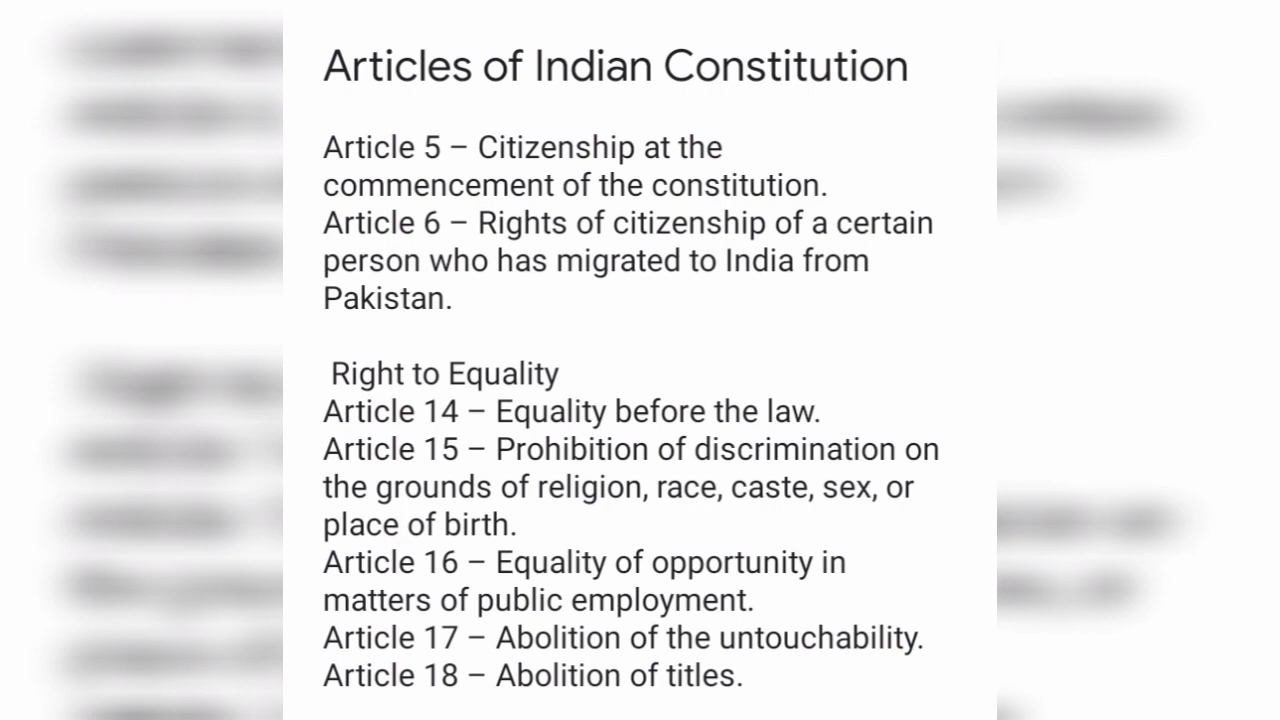 Articles of Indian Constitution
Article 5 – Citizenship at the
commencement of the constitution.
Article 6 – Rights of citizenship of a certain
person who has migrated to India from
Pakistan.
Right to Equality
Article 14 – Equality before the law.
Article 15 – Prohibition of discrimination on
the grounds of religion, race, caste, sex, or
place of birth.
Article 16 – Equality of opportunity in
matters of public employment.
Article 17 – Abolition of the untouchability.
Article 18 – Abolition of titles.